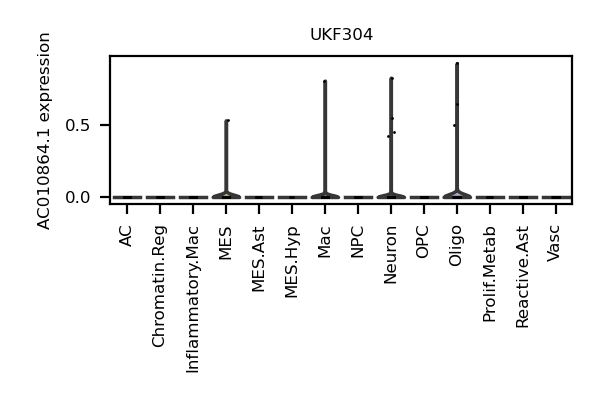 UKF304
AC010864.1 expression
0.5
0.0
AC
Chromatin.Reg
Inflammatory.Mac
MES
MES.Ast
MES.Hyp
Mac
NPC
Neuron
OPC
Oligo
Prolif.Metab
Reactive.Ast
Vasc